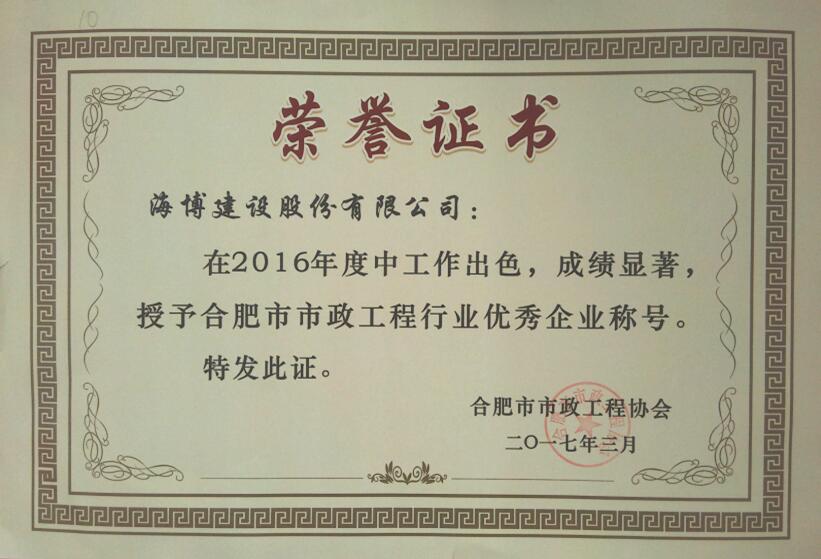 10
荣誉证书
海博建设股份有限公司：
在2016年度中工作出色，成绩显著，
授予合肥市市政工程行业优秀企业称号。
特发此证。
合肥市市政工程协会
二〇一七年三月